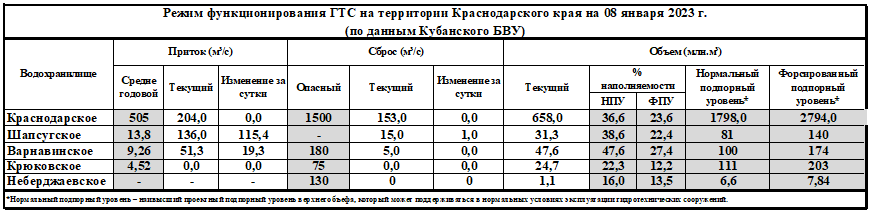 Режим функционирования ГТС на территории Краснодарского края на 08 января 2023 г.
(по данным Кубанского БВУ)
Водохранилище Приток (м³/с) Сброс (м³/с) Объем (млн.м³)
Средне годовой Текущий Изменение за сутки Опасный Текущий Изменение за сутки Текущий % наполняемости Нормальный подпорный уровень* Форсированный подпорный уровень*
НПУ ФПУ
Краснодарское 505 204,0 0,0 1500 153,0 0,0 658,0 36,6 23,6 1798,0 2794,0
Шапсугское 13,8 136,0 115,4 - 15,0 1,0 31,3 38,6 22,4 81 140
Варнавинское 9,26 51,3 19,3 180 5,0 0,0 47,6 47,6 27,4 100 174
Крюковское 4,52 0,0 0,0 75 0,0 0,0 24,7 22,3 12,2 111 203
Неберджаевское - - - 130 0 0 1,1 16,0 13,5 6,6 7,84
*Нормальный подпорный уровень – наивысший проектный подпорный уровень верхнего бьефа, который может поддерживаться в нормальных условиях эксплуатации гидротехнических сооружений.